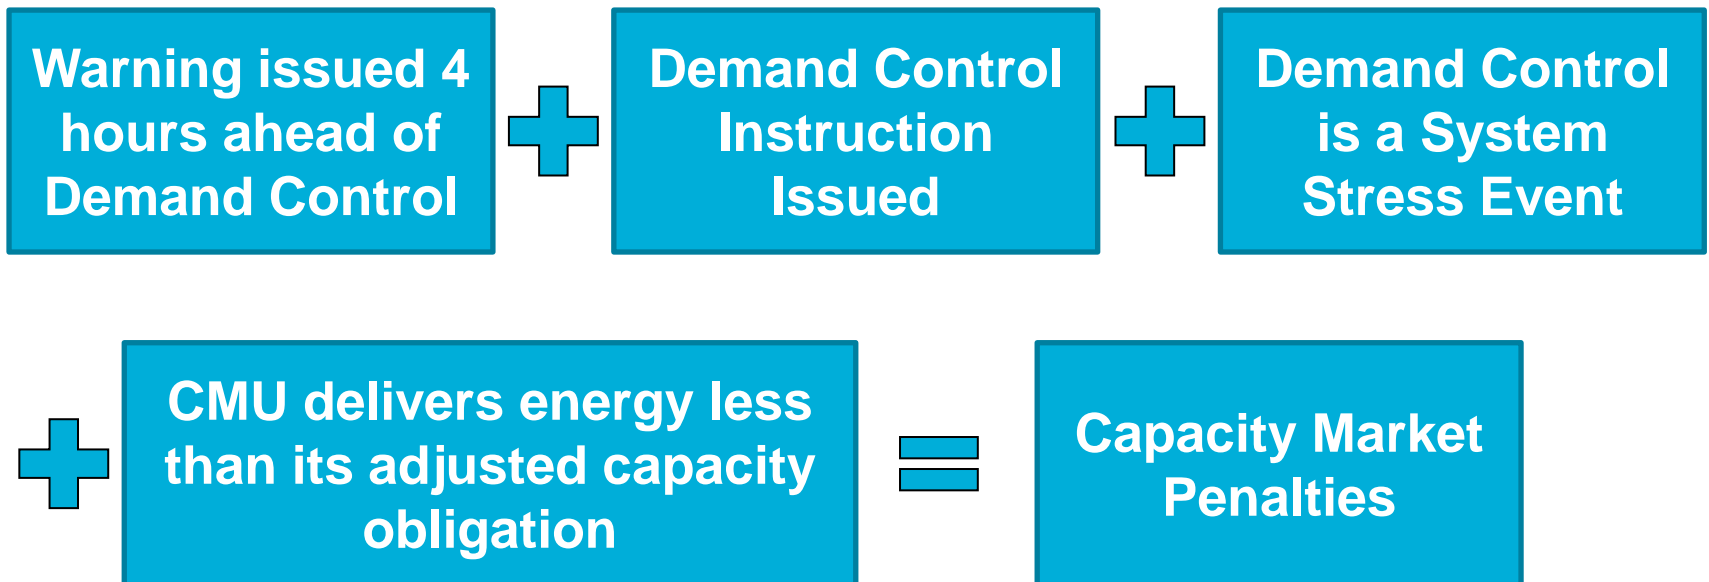 Warning issued 4
hours ahead of
Demand Control
Demand Control
Instruction
Issued
Demand Control
is a System
Stress Event
CMU delivers energy less
than its adjusted capacity
obligation
Capacity Market
Penalties